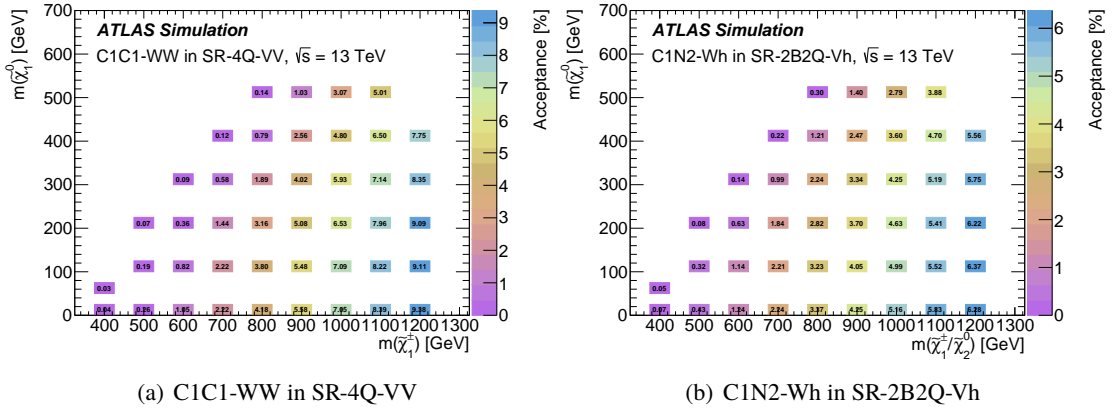 ATLAS Simulation
C1C1-WW in SR-4Q-VV, √s = 13 TeV
m(χ̃₁⁰) [GeV]
700
600
500
400
300
200
100
0
0.14 1.03 3.07 5.01
0.12 0.79 2.56 4.80 6.50 7.75
0.09 0.58 1.89 4.02 5.93 7.14 8.35
0.07 0.36 1.44 3.16 5.08 6.53 7.96 9.09
0.19 0.82 2.22 3.80 5.48 7.09 8.22 9.11
0.03
400 500 600 700 800 900 1000 1100 1200 1300
m(χ̃₁±) [GeV]
Acceptance [%]
9
8
7
6
5
4
3
2
1
0
(a) C1C1-WW in SR-4Q-VV
ATLAS Simulation
C1N2-Wh in SR-2B2Q-Vh, √s = 13 TeV
m(χ̃₁⁰) [GeV]
700
600
500
400
300
200
100
0
0.30 1.40 2.79 3.88
0.22 1.21 2.47 3.60 4.70 5.56
0.14 0.99 2.24 3.34 4.25 5.19 5.75
0.08 0.63 1.84 2.82 3.70 4.63 5.41 6.22
0.32 1.14 2.21 3.23 4.05 4.99 5.52 6.37
0.05
400 500 600 700 800 900 1000 1100 1200 1300
m(χ̃₁±/χ̃₂⁰) [GeV]
Acceptance [%]
6
5
4
3
2
1
0
(b) C1N2-Wh in SR-2B2Q-Vh